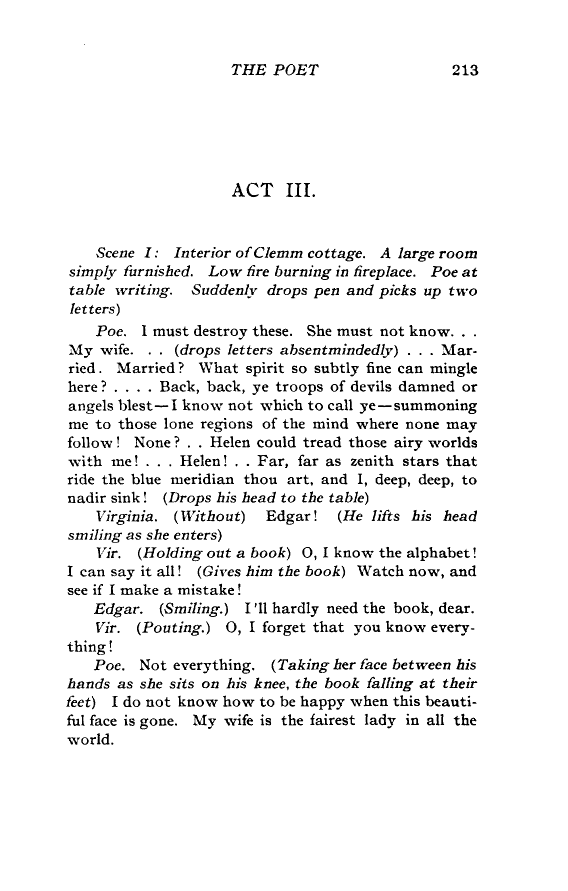 THE POET 213
ACT III.
Scene I: Interior of Clemm cottage. A large room
simply furnished. Low fire burning in fireplace. Poe at
table writing. Suddenly drops pen and picks up two
letters)
Poe. I must destroy these. She must not know. . .
My wife. . . (drops letters absentmindedly) . . . Mar-
ried. Married? What spirit so subtly fine can mingle
here? . . . . Back, back, ye troops of devils damned or
angels blest—I know not which to call ye—summoning
me to those lone regions of the mind where none may
follow! None? . . Helen could tread those airy worlds
with me! . . . Helen! . . Far, far as zenith stars that
ride the blue meridian thou art, and I, deep, deep, to
nadir sink! (Drops his head to the table)
Virginia. (Without) Edgar! (He lifts his head
smiling as she enters)
Vir. (Holding out a book) O, I know the alphabet!
I can say it all! (Gives him the book) Watch now, and
see if I make a mistake!
Edgar. (Smiling.) I'll hardly need the book, dear.
Vir. (Pouting.) O, I forget that you know every-
thing!
Poe. Not everything. (Taking her face between his
hands as she sits on his knee, the book falling at their
feet) I do not know how to be happy when this beauti-
ful face is gone. My wife is the fairest lady in all the
world.